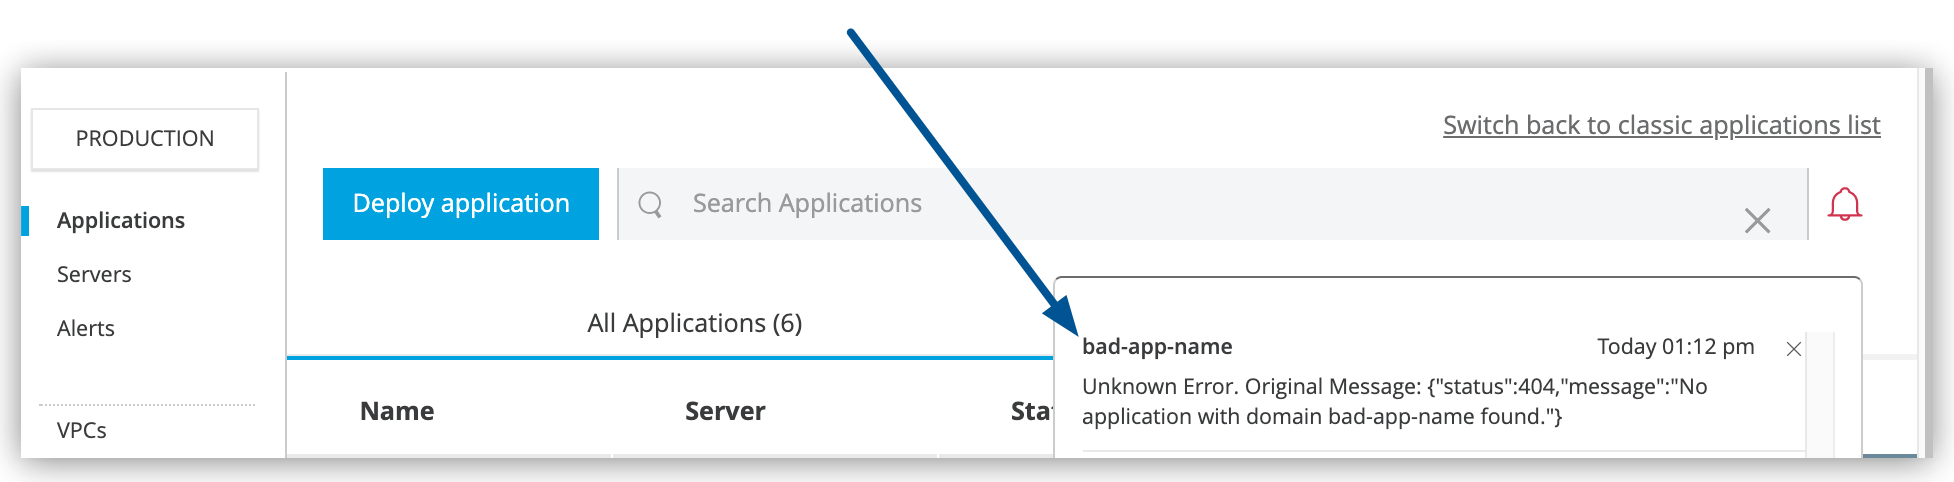 PRODUCTION
Applications
Servers
Alerts
VPCs
Switch back to classic applications list
Deploy application
Search Applications
All Applications (6)
Name Server Sta
bad-app-name Today 01:12 pm
Unknown Error. Original Message: {"status":404,"message":"No
application with domain bad-app-name found."}